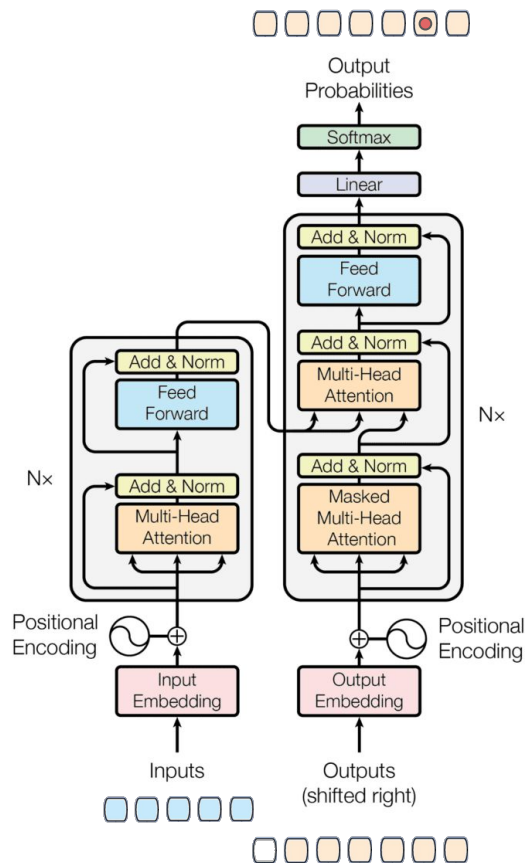 Output
Probabilities
Softmax
Linear
Add & Norm
Feed
Forward
Add & Norm
Multi-Head
Attention
Add & Norm
Masked
Multi-Head
Attention
Nx
Add & Norm
Feed
Forward
Add & Norm
Multi-Head
Attention
Nx
Positional
Encoding
Positional
Encoding
Input
Embedding
Output
Embedding
Inputs
Outputs
(shifted right)